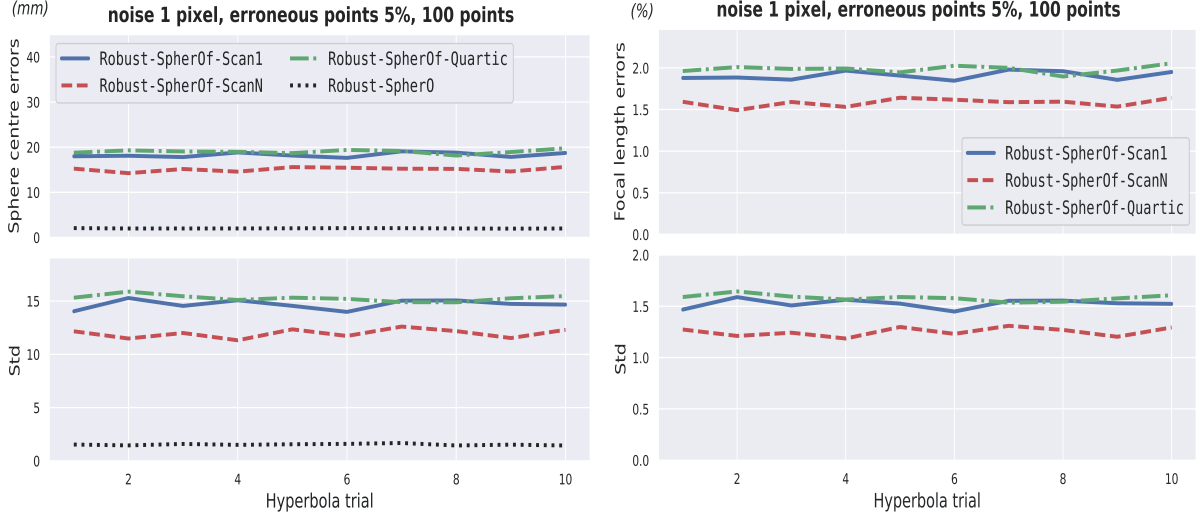 (mm)
noise 1 pixel, erroneous points 5%, 100 points
Sphere centre errors
40
30
20
10
0
Robust-SpherOf-Scan1
Robust-SpherOf-ScanN
Robust-SpherOf-Quartic
Robust-SpherO
Std
15
10
5
0
2
4
6
8
10
Hyperbola trial
(%)
noise 1 pixel, erroneous points 5%, 100 points
Focal length errors
2.0
1.5
1.0
0.5
0.0
Robust-SpherOf-Scan1
Robust-SpherOf-ScanN
Robust-SpherOf-Quartic
Std
2.0
1.5
1.0
0.5
0.0
2
4
6
8
10
Hyperbola trial